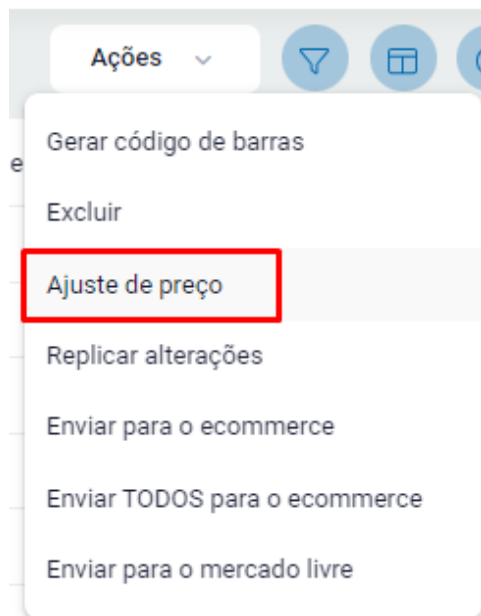 Ações
Gerar código de barras
e
Excluir
Ajuste de preço
Replicar alterações
Enviar para o ecommerce
Enviar TODOS para o ecommerce
Enviar para o mercado livre